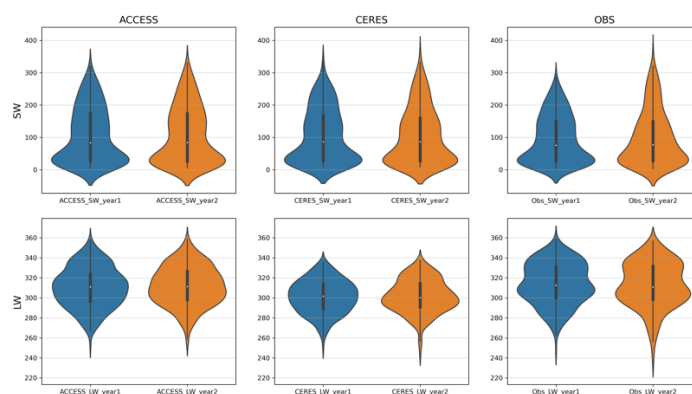 ACCESS CERES OBS
SW
400 400 400
300 300 300
200 200 200
100 100 100
0 0 0
ACCESS_SW_year1 ACCESS_SW_year2 CERES_SW_year1 CERES_SW_year2 Obs_SW_year1 Obs_SW_year2
LW
360 360 360
340 340 340
320 320 320
300 300 300
280 280 280
260 260 260
240 240 240
220 220 220
ACCESS_LW_year1 ACCESS_LW_year2 CERES_LW_year1 CERES_LW_year2 Obs_LW_year1 Obs_LW_year2